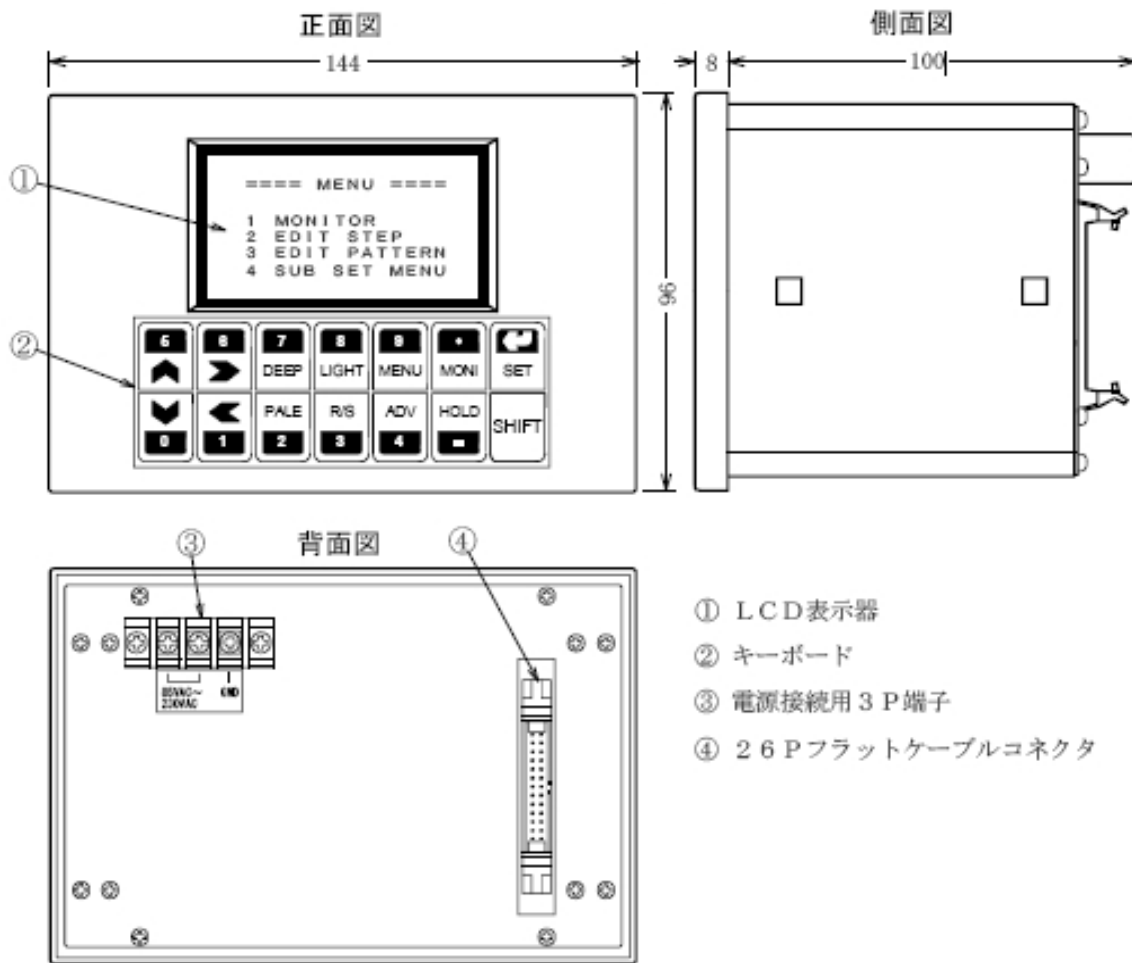 正面図
側面図
144
8
100
①
==== MENU ====
1 MONITOR
2 EDIT STEP
3 EDIT PATTERN
4 SUB SET MENU
96
②
5 6 7 8 9 ・
DEEP LIGHT MENU MONI SET
PALE R/S ADV HOLD SHIFT
0 1 2 3 4 -
③
背面図
④
85VAC~ GND
230VAC
① LCD表示器
② キーボード
③ 電源接続用3P端子
④ 26Pフラットケーブルコネクタ